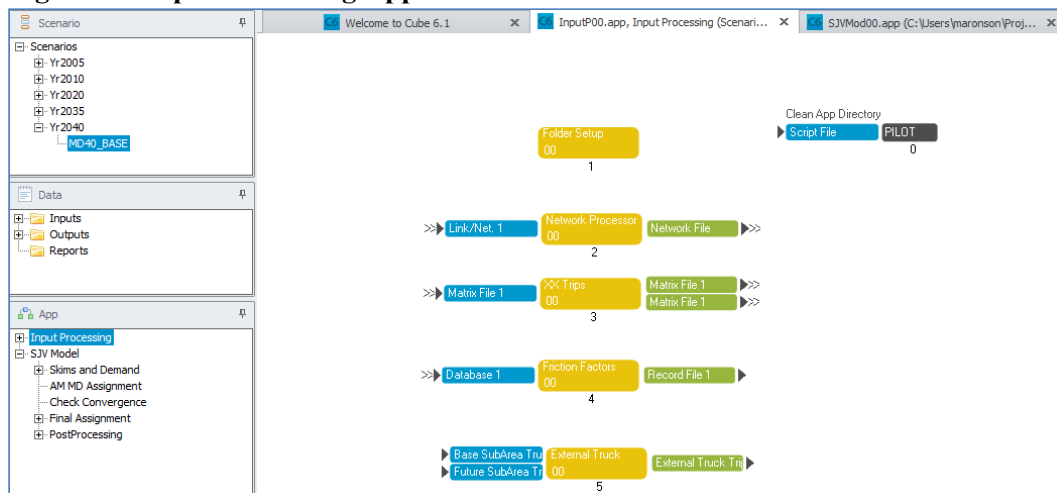 Scenario
Scenarios
Yr2005
Yr2010
Yr2020
Yr2035
Yr2040
MD40_BASE
Data
Inputs
Outputs
Reports
App
Input Processing
SJV Model
Skims and Demand
AM MD Assignment
Check Convergence
Final Assignment
PostProcessing
C6 Welcome to Cube 6.1 x
C6 InputP00.app, Input Processing (Scenari... x
C6 SJVMod00.app (C:\Users\maronson\Proj... x
Clean App Directory
Script File PILOT
0
Folder Setup
00
1
>> Link/Net. 1 Network Processor Network File >>
00
2
>> Matrix File 1 XX Trips Matrix File 1 >>
00 Matrix File 1 >>
3
>> Database 1 Friction Factors Record File 1
00
4
Base SubArea Tru External Truck External Truck Trij
Future SubArea Tr 00
5